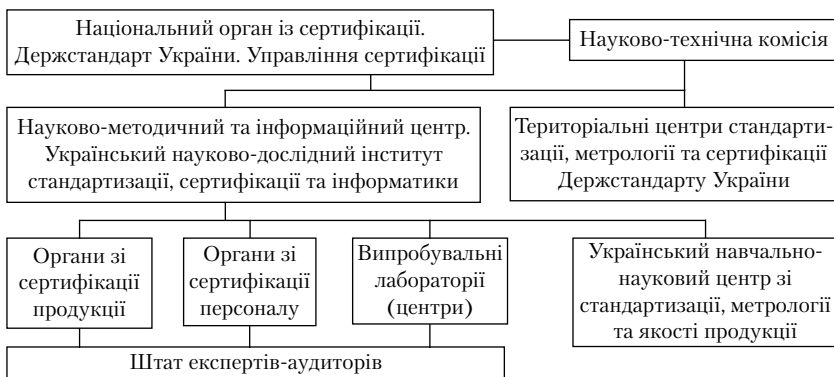 Національний орган із сертифікації.
Держстандарт України. Управління сертифікації
Науково-технічна комісія
Науково-методичний та інформаційний центр.
Український науково-дослідний інститут
стандартизації, сертифікації та інформатики
Територіальні центри стандарти-
зації, метрології та сертифікації
Держстандарту України
Органи зі
сертифікації
продукції
Органи зі
сертифікації
персоналу
Випробувальні
лабораторії
(центри)
Український навчально-
науковий центр зі
стандартизації, метрології
та якості продукції
Штат експертів-аудиторів